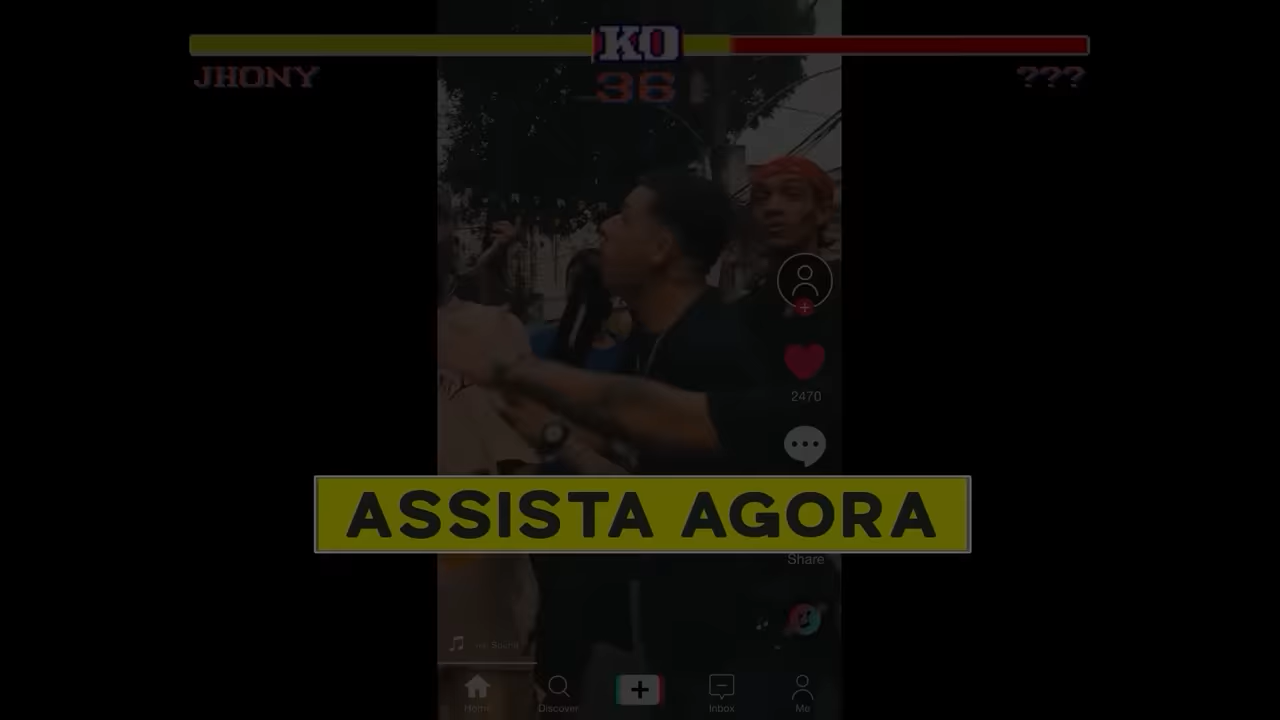 KO
JHONY
36
???
2470
ASSISTA AGORA
Share
Home
Discover
Inbox
Me